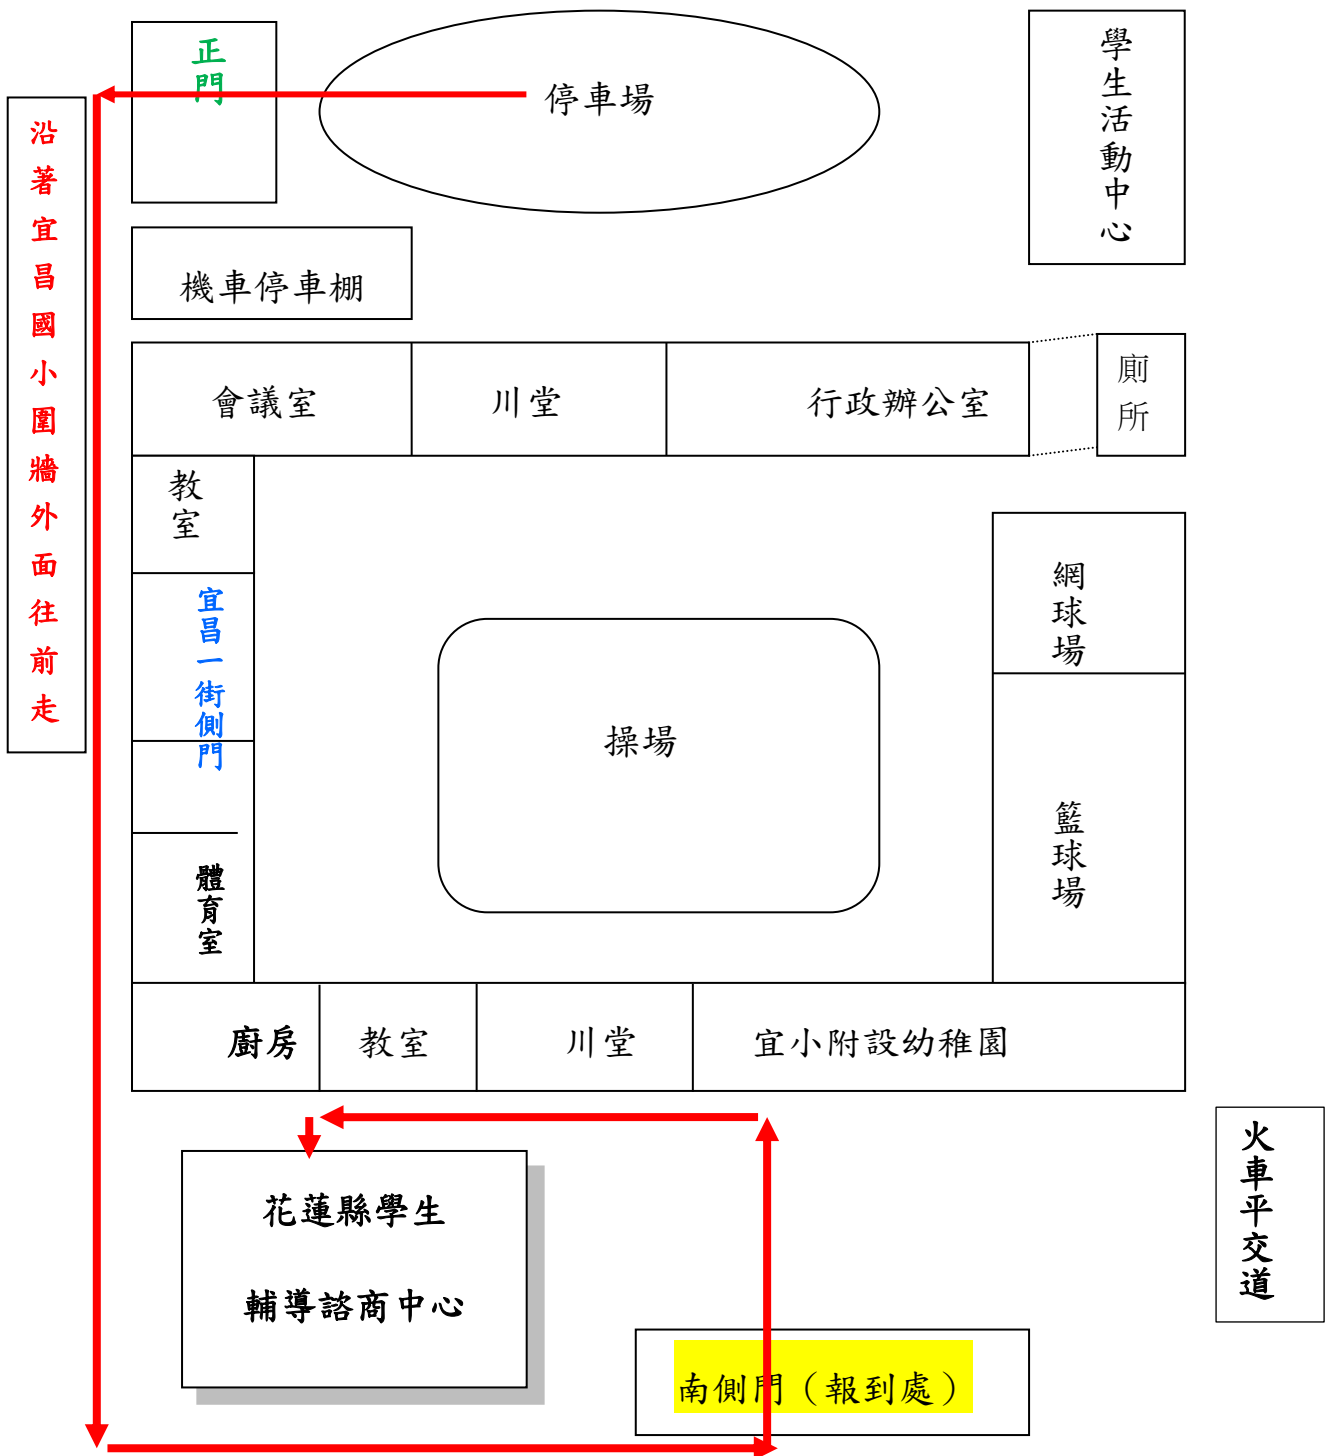 正門
停車場
學生活動中心
沿著宜昌國小圍牆外面往前走
機車停車棚
會議室
川堂
行政辦公室
廁所
教室
宜昌一街側門
網球場
操場
籃球場
體育室
廚房
教室
川堂
宜小附設幼稚園
火車平交道
花蓮縣學生
輔導諮商中心
南側門（報到處）